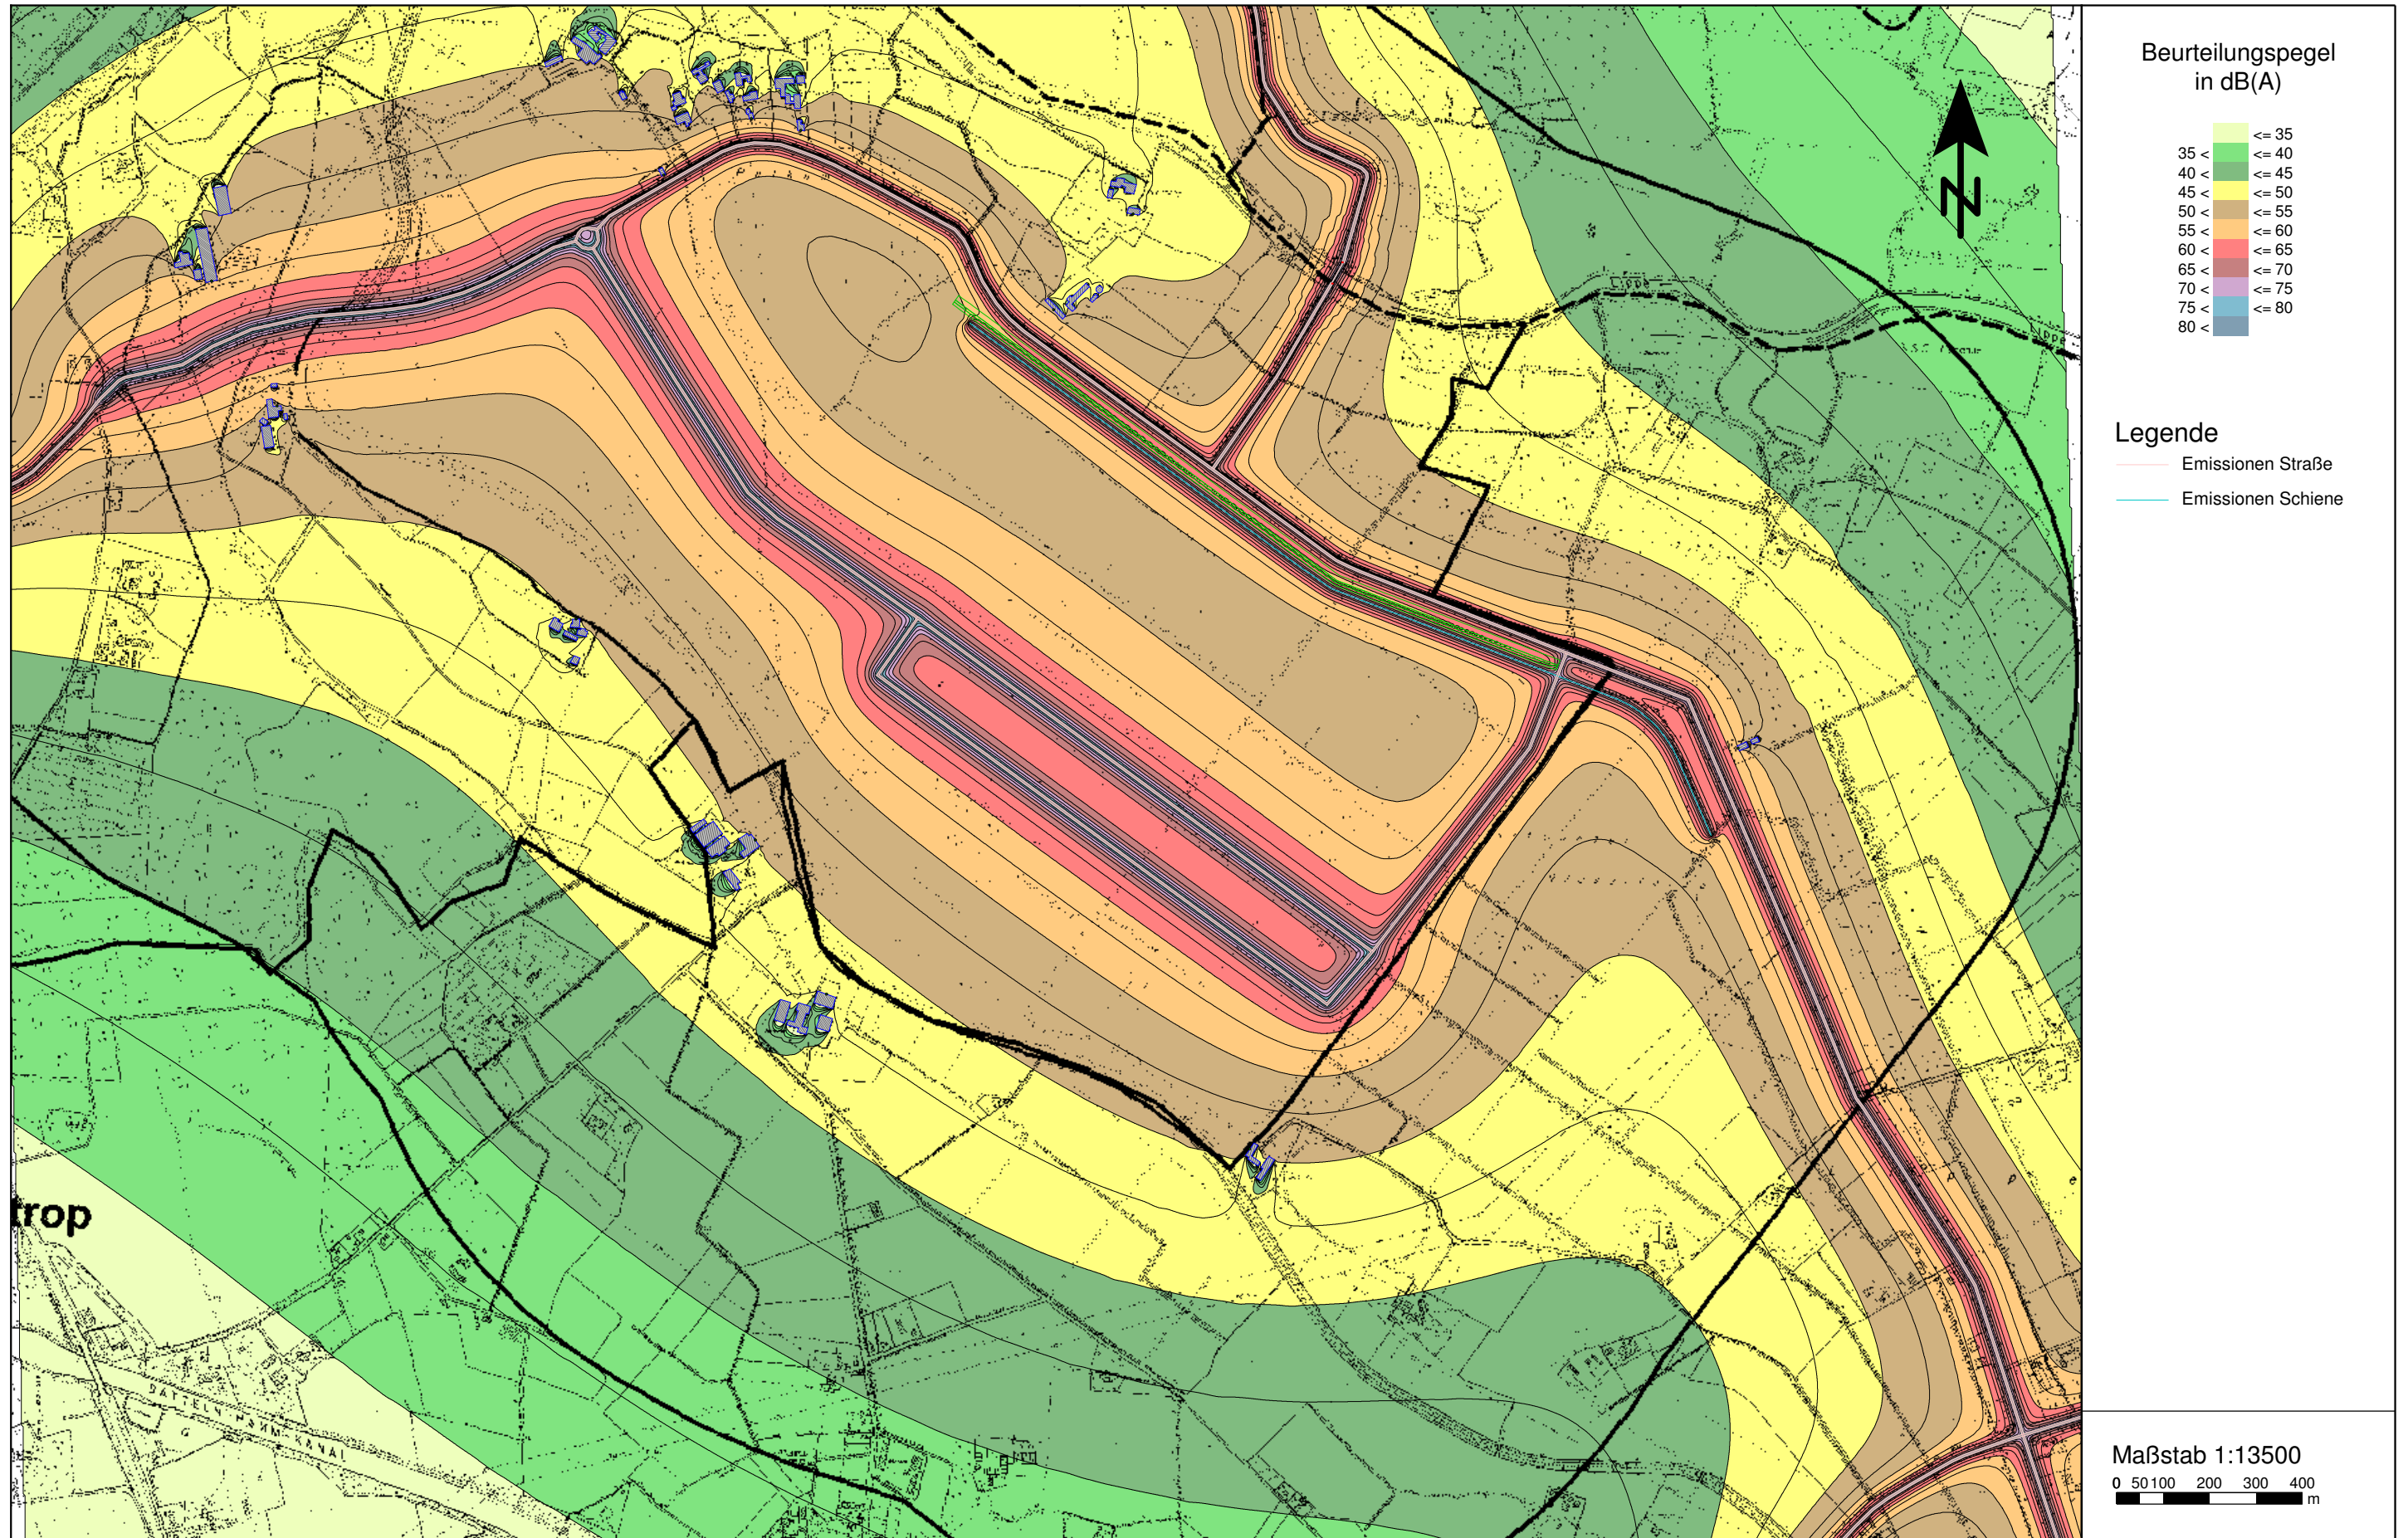 Beurteilungspegel
in dB(A)
<= 35
35 < <= 40
40 < <= 45
45 < <= 50
50 < <= 55
55 < <= 60
60 < <= 65
65 < <= 70
70 < <= 75
75 < <= 80
80 <
N
Legende
Emissionen Straße
Emissionen Schiene
trop
DATTELN-HAMM-KANAL
Maßstab 1:13500
0 50 100 200 300 400
m